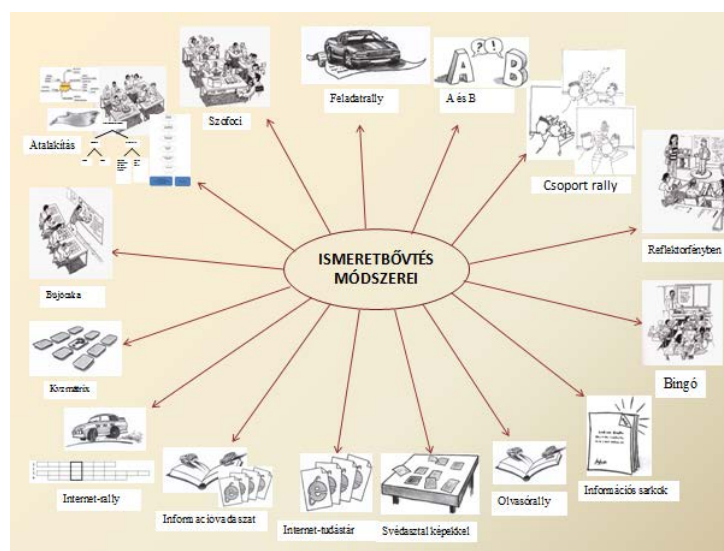 Szofoci
Feladatrally
A és B
A ?! B
Átalakítás
Csoport rally
ISMERETBŐVTÉS
MÓDSZEREI
Reflektorfényben
Bújócska
Bingó
Kvízmátrix
Internet-rally
Információvadászat
Internet-tudástár
Svédasztal képekkel
Olvasórally
Információs sarkok